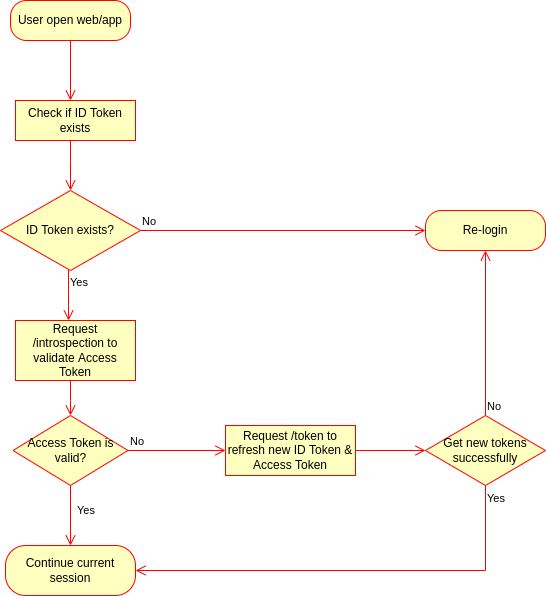 User open web/app
Check if ID Token
exists
ID Token exists?
No
Re-login
Yes
Request
/introspection to
validate Access
Token
Access Token is
valid?
No
Request /token to
refresh new ID Token &
Access Token
No
Get new tokens
successfully
Yes
Yes
Continue current
session